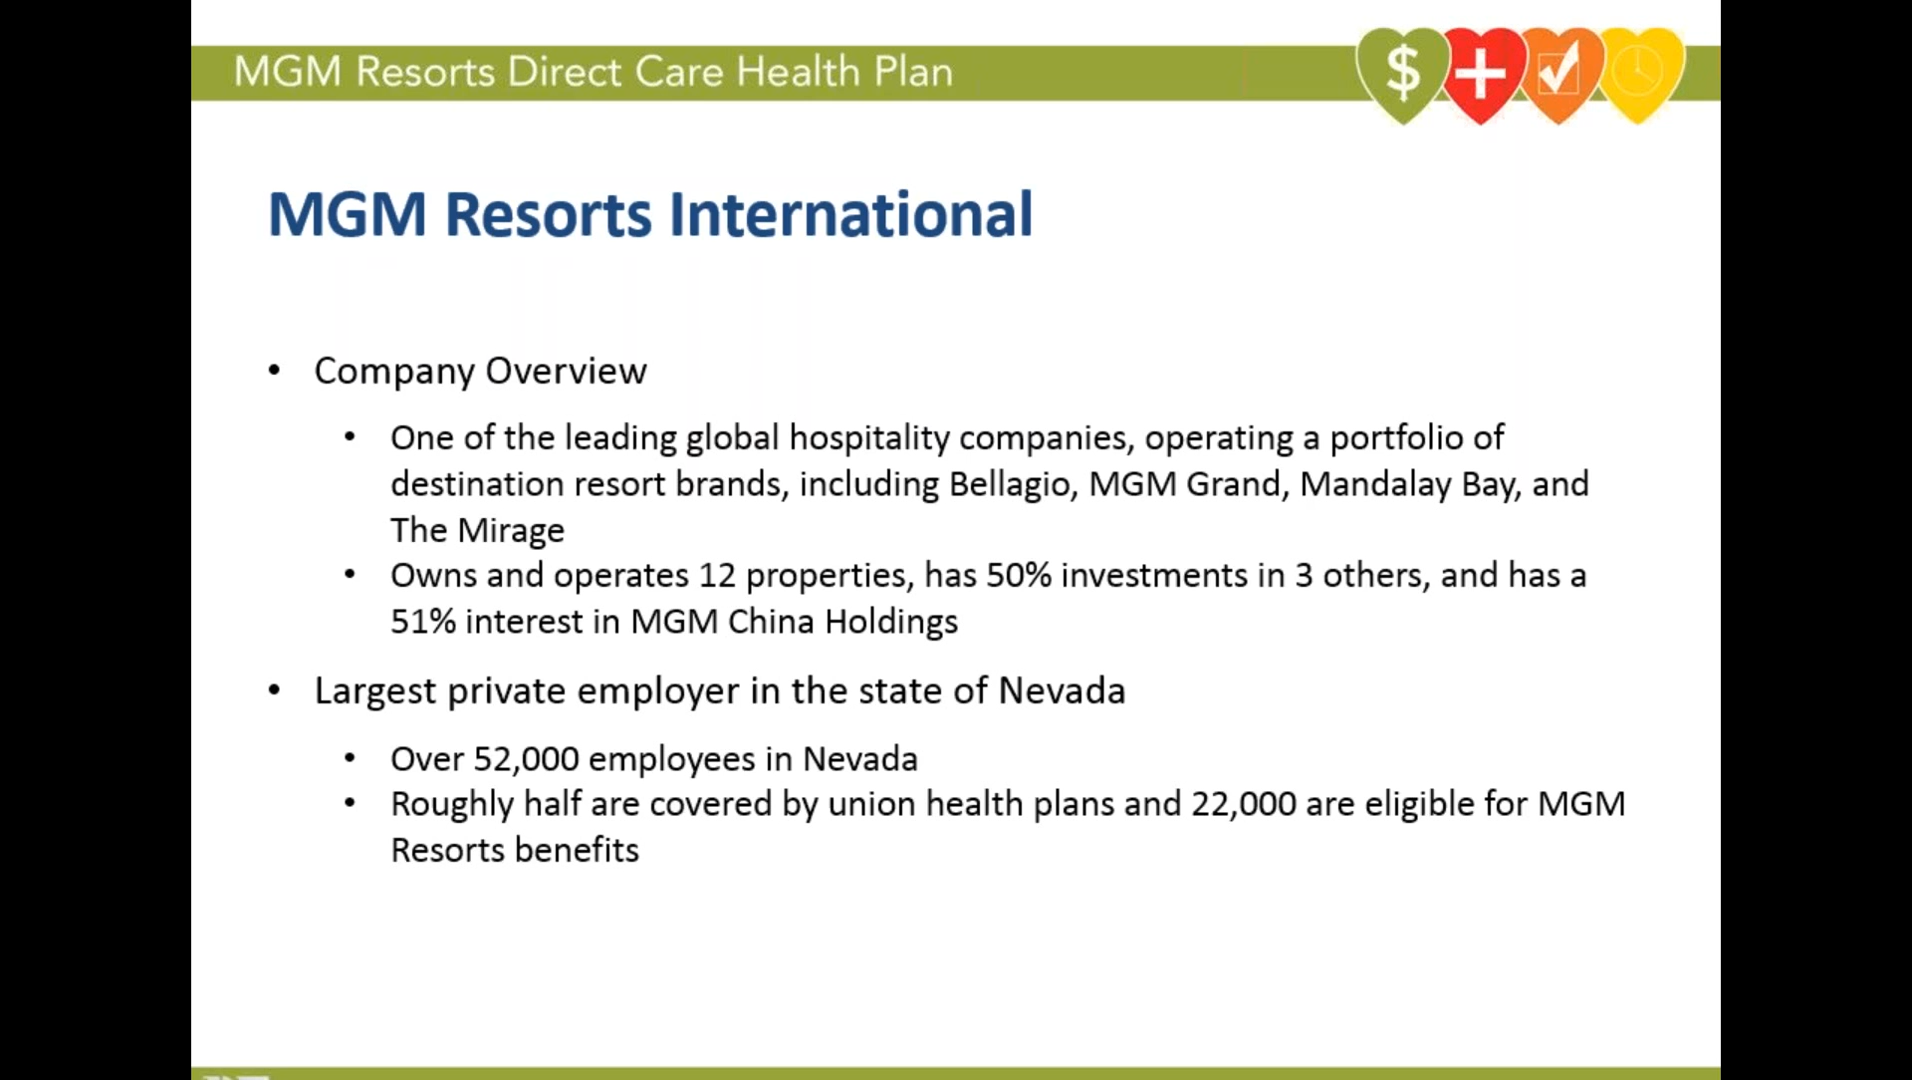 MGM Resorts Direct Care Health Plan
$
MGM Resorts International
• Company Overview
• One of the leading global hospitality companies, operating a portfolio of
destination resort brands, including Bellagio, MGM Grand, Mandalay Bay, and
The Mirage
• Owns and operates 12 properties, has 50% investments in 3 others, and has a
51% interest in MGM China Holdings
• Largest private employer in the state of Nevada
• Over 52,000 employees in Nevada
• Roughly half are covered by union health plans and 22,000 are eligible for MGM
Resorts benefits